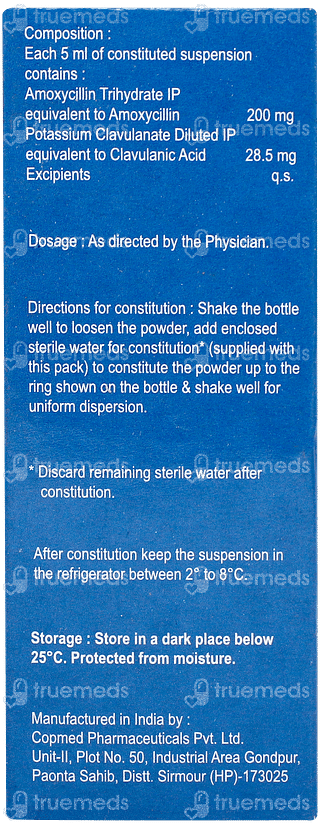 Composition :
Each 5 ml of constituted suspension
contains :
Amoxycillin Trihydrate IP
equivalent to Amoxycillin 200 mg
Potassium Clavulanate Diluted IP
equivalent to Clavulanic Acid 28.5 mg
Excipients q.s.
Dosage : As directed by the Physician.
Directions for constitution : Shake the bottle
well to loosen the powder, add enclosed
sterile water for constitution* (supplied with
this pack) to constitute the powder up to the
ring shown on the bottle & shake well for
uniform dispersion.
* Discard remaining sterile water after
constitution.
After constitution keep the suspension in
the refrigerator between 2° to 8°C.
Storage : Store in a dark place below
25°C. Protected from moisture.
Manufactured in India by :
Copmed Pharmaceuticals Pvt. Ltd.
Unit-II, Plot No. 50, Industrial Area Gondpur,
Paonta Sahib, Distt. Sirmour (HP)-173025
truemeds